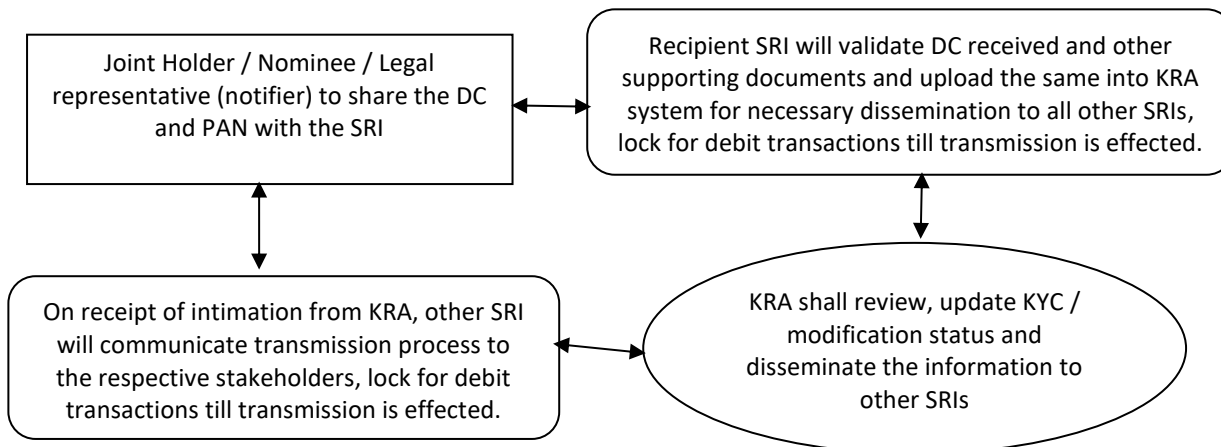 Joint Holder / Nominee / Legal
representative (notifier) to share the DC
and PAN with the SRI
Recipient SRI will validate DC received and other
supporting documents and upload the same into KRA
system for necessary dissemination to all other SRIs,
lock for debit transactions till transmission is effected.
On receipt of intimation from KRA, other SRI
will communicate transmission process to
the respective stakeholders, lock for debit
transactions till transmission is effected.
KRA shall review, update KYC /
modification status and
disseminate the information to
other SRIs